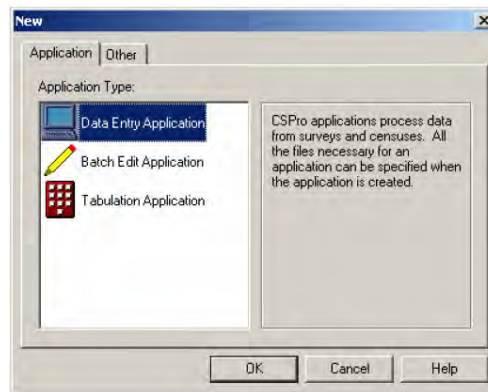 New
Application
Other
Application Type:
Data Entry Application
Batch Edit Application
Tabulation Application
CSPro applications process data
from surveys and censuses. All
the files necessary for an
application can be specified when
the application is created.
OK
Cancel
Help